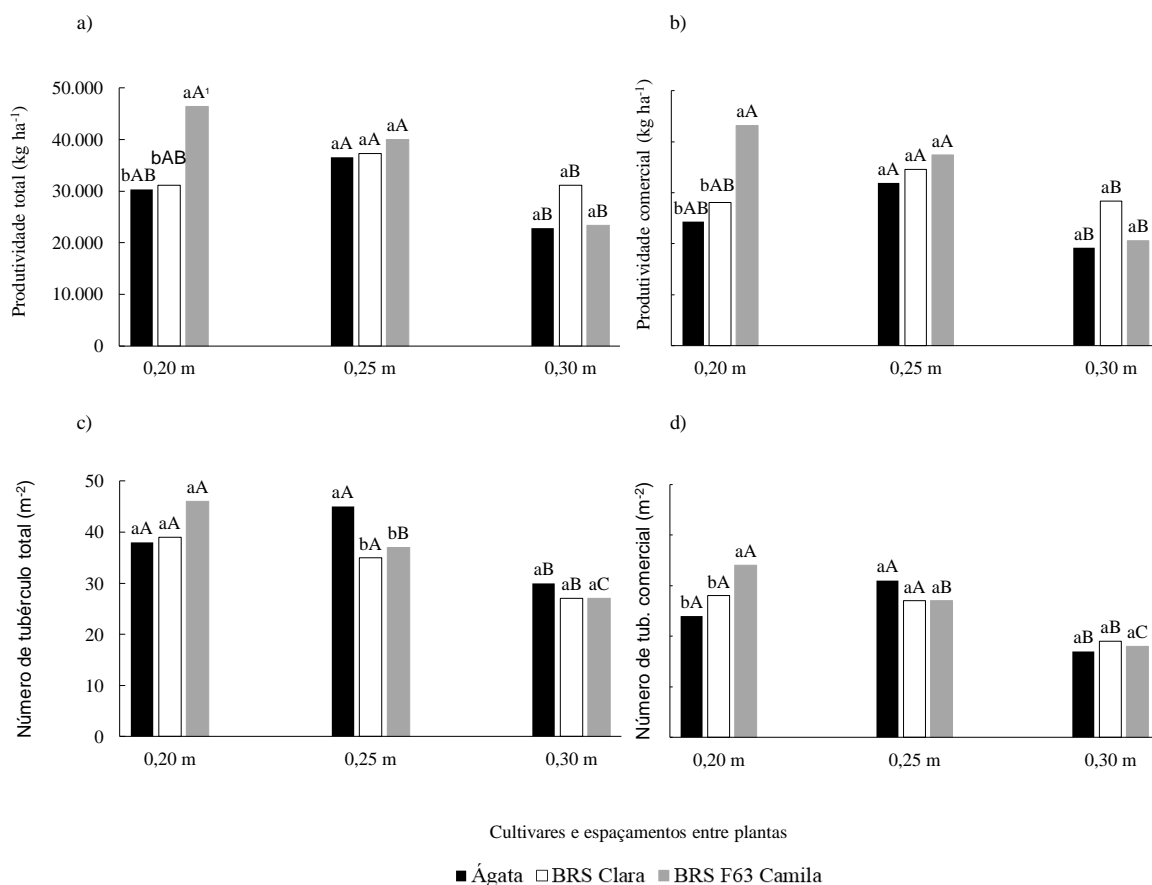 a)
Produtividade total (kg ha⁻¹)
50.000
40.000
30.000
20.000
10.000
0
bAB
bAB
aA¹
aA
aA
aA
aB
aB
aB
0,20 m
0,25 m
0,30 m
b)
Produtividade comercial (kg ha⁻¹)
bAB
bAB
aA
aA
aA
aA
aB
aB
aB
0,20 m
0,25 m
0,30 m
c)
Número de tubérculo total (m⁻²)
50
40
30
20
10
0
aA
aA
aA
aA
bA
bB
aB
aB
aC
0,20 m
0,25 m
0,30 m
d)
Número de tub. comercial (m⁻²)
bA
bA
aA
aA
aA
aB
aB
aB
aC
0,20 m
0,25 m
0,30 m
Cultivares e espaçamentos entre plantas
Ágata BRS Clara BRS F63 Camila